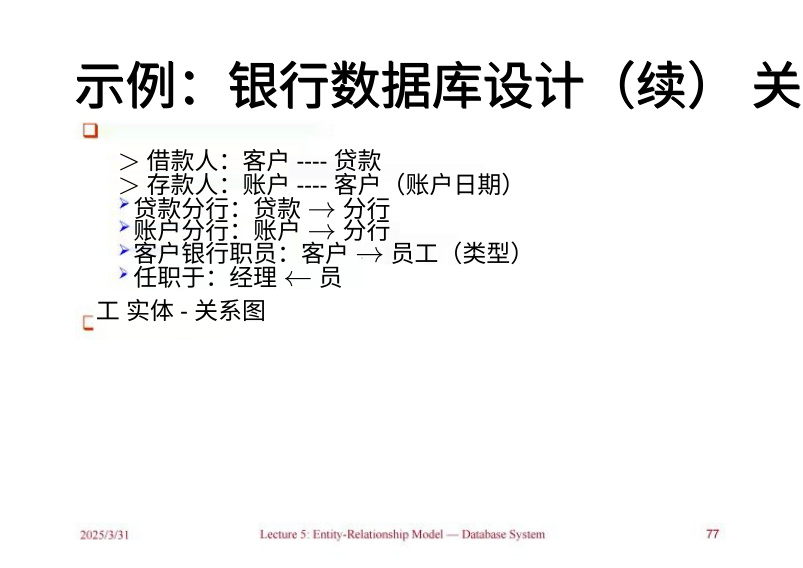 示例：银行数据库设计（续） 关
> 借款人：客户 ---- 贷款
> 存款人：账户 ---- 客户（账户日期）
贷款分行：贷款 → 分行
账户分行：账户 → 分行
客户银行职员：客户 → 员工（类型）
任职于：经理 ← 员
工 实体 - 关系图
2025/3/31 Lecture 5: Entity-Relationship Model — Database System 77